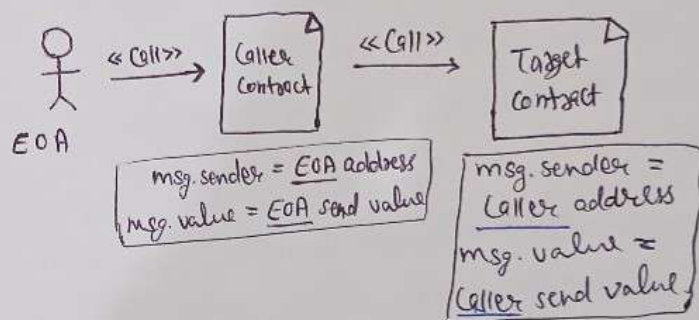 <<Call>>
Caller
Contract
<<Call>>
Target
Contract
EOA
msg.sender = EOA address
msg.value = EOA send value
msg.sender =
Caller address
msg.value =
Caller send value